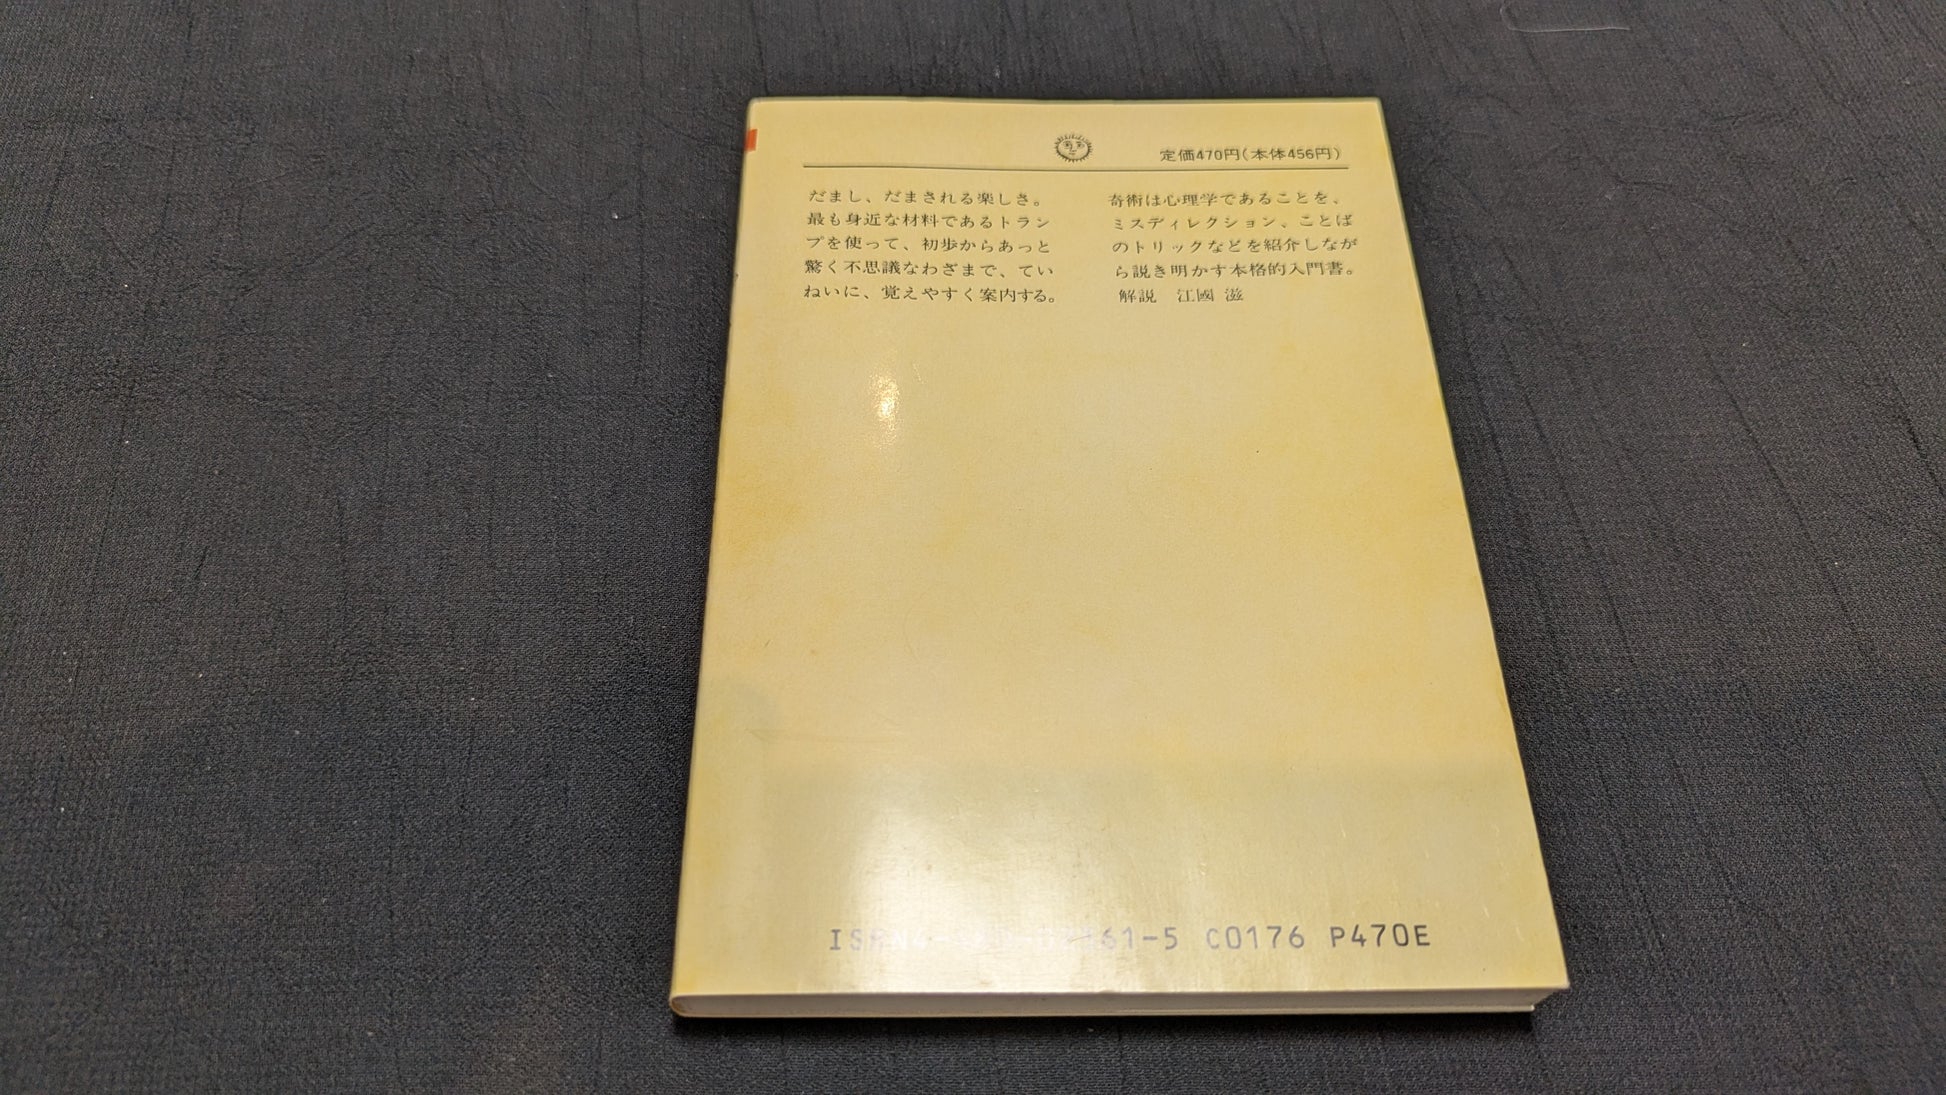 定価470円(本体456円)
だまし、だまされる楽しさ。
最も身近な材料であるトラン
プを使って、初歩からあっと
驚く不思議なわざまで、てい
ねいに、覚えやすく案内する。
奇術は心理学であることを、
ミスディレクション、ことば
のトリックなどを紹介しなが
ら説き明かす本格的入門書。
解説 江國 滋
C0176 P470E